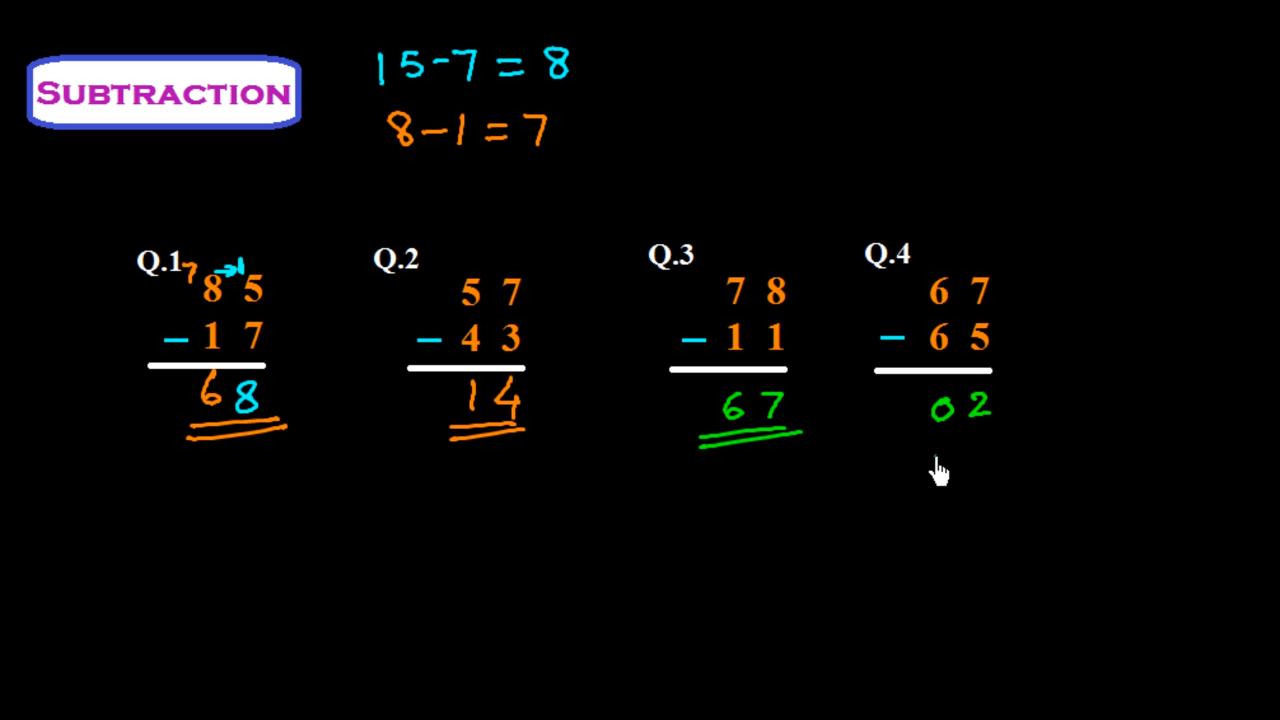 SUBTRACTION
15-7=8
8-1=7
Q.1 Q.2 Q.3 Q.4
7 1
8 5 5 7 7 8 6 7
- 1 7 - 4 3 - 1 1 - 6 5
6 8 1 4 6 7 0 2